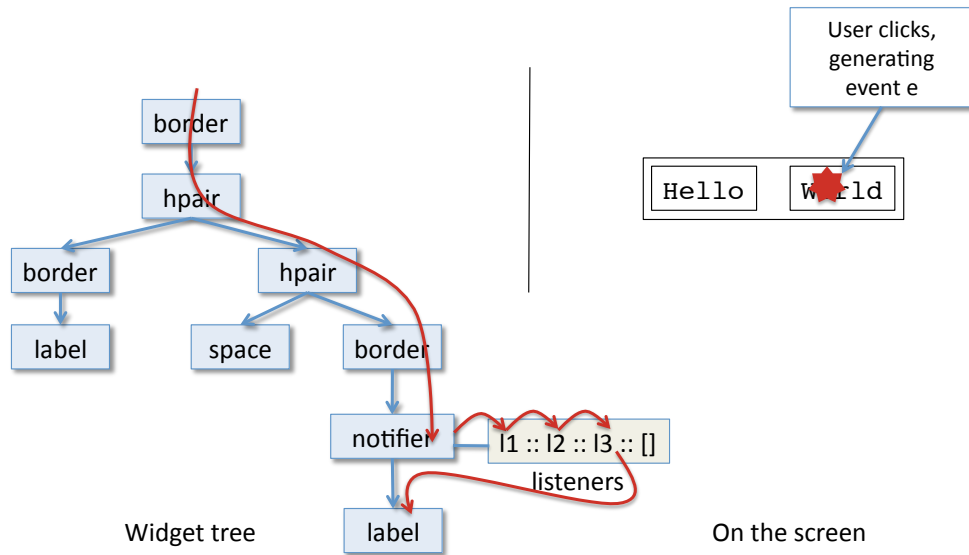 User clicks,
generating
event e
border
hpair
Hello
World
border
hpair
label
space
border
notifier
l1 :: l2 :: l3 :: []
listeners
label
Widget tree
On the screen